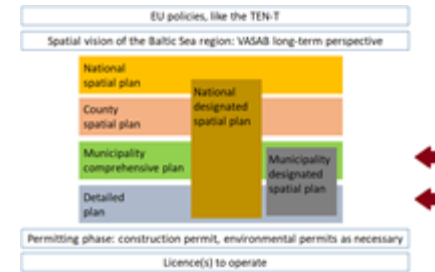 EU policies, like the TEN-T
Spatial vision of the Baltic Sea region: VASAB long-term perspective
National
spatial plan
National
designated
spatial plan
County
spatial plan
Municipality
comprehensive plan
Municipality
designated
spatial plan
Detailed
plan
Permitting phase: construction permit, environmental permits as necessary
Licence(s) to operate